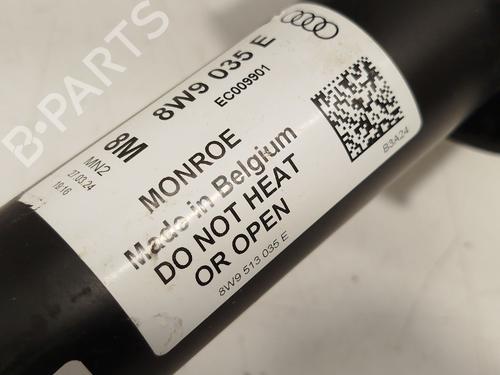 B-PARTS
8W9 035 E
EC009901
8M
MN2
27.03.24
19:16
MONROE
Made in Belgium
DO NOT HEAT
OR OPEN
8W9 513 035 E
83A24